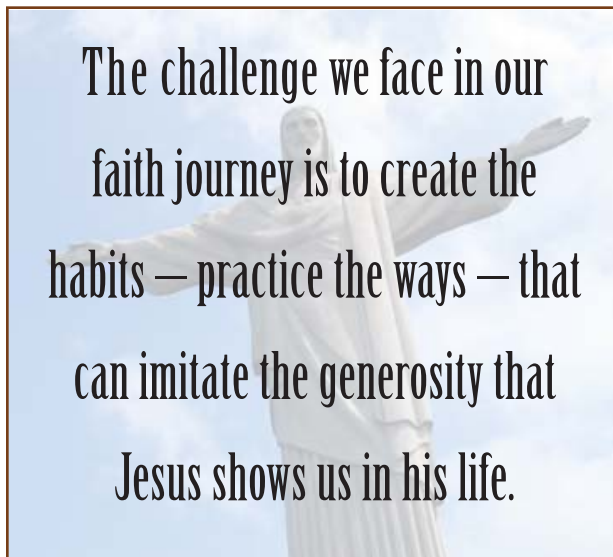 The challenge we face in our
faith journey is to create the
habits – practice the ways – that
can imitate the generosity that
Jesus shows us in his life.